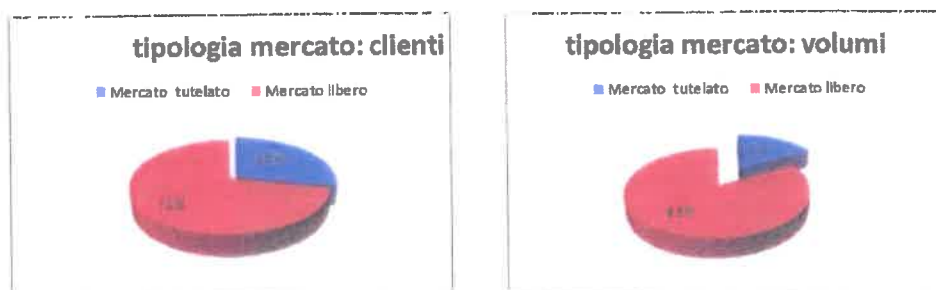 tipologia mercato: clienti
Mercato tutelato Mercato libero
tipologia mercato: volumi
Mercato tutelato Mercato libero